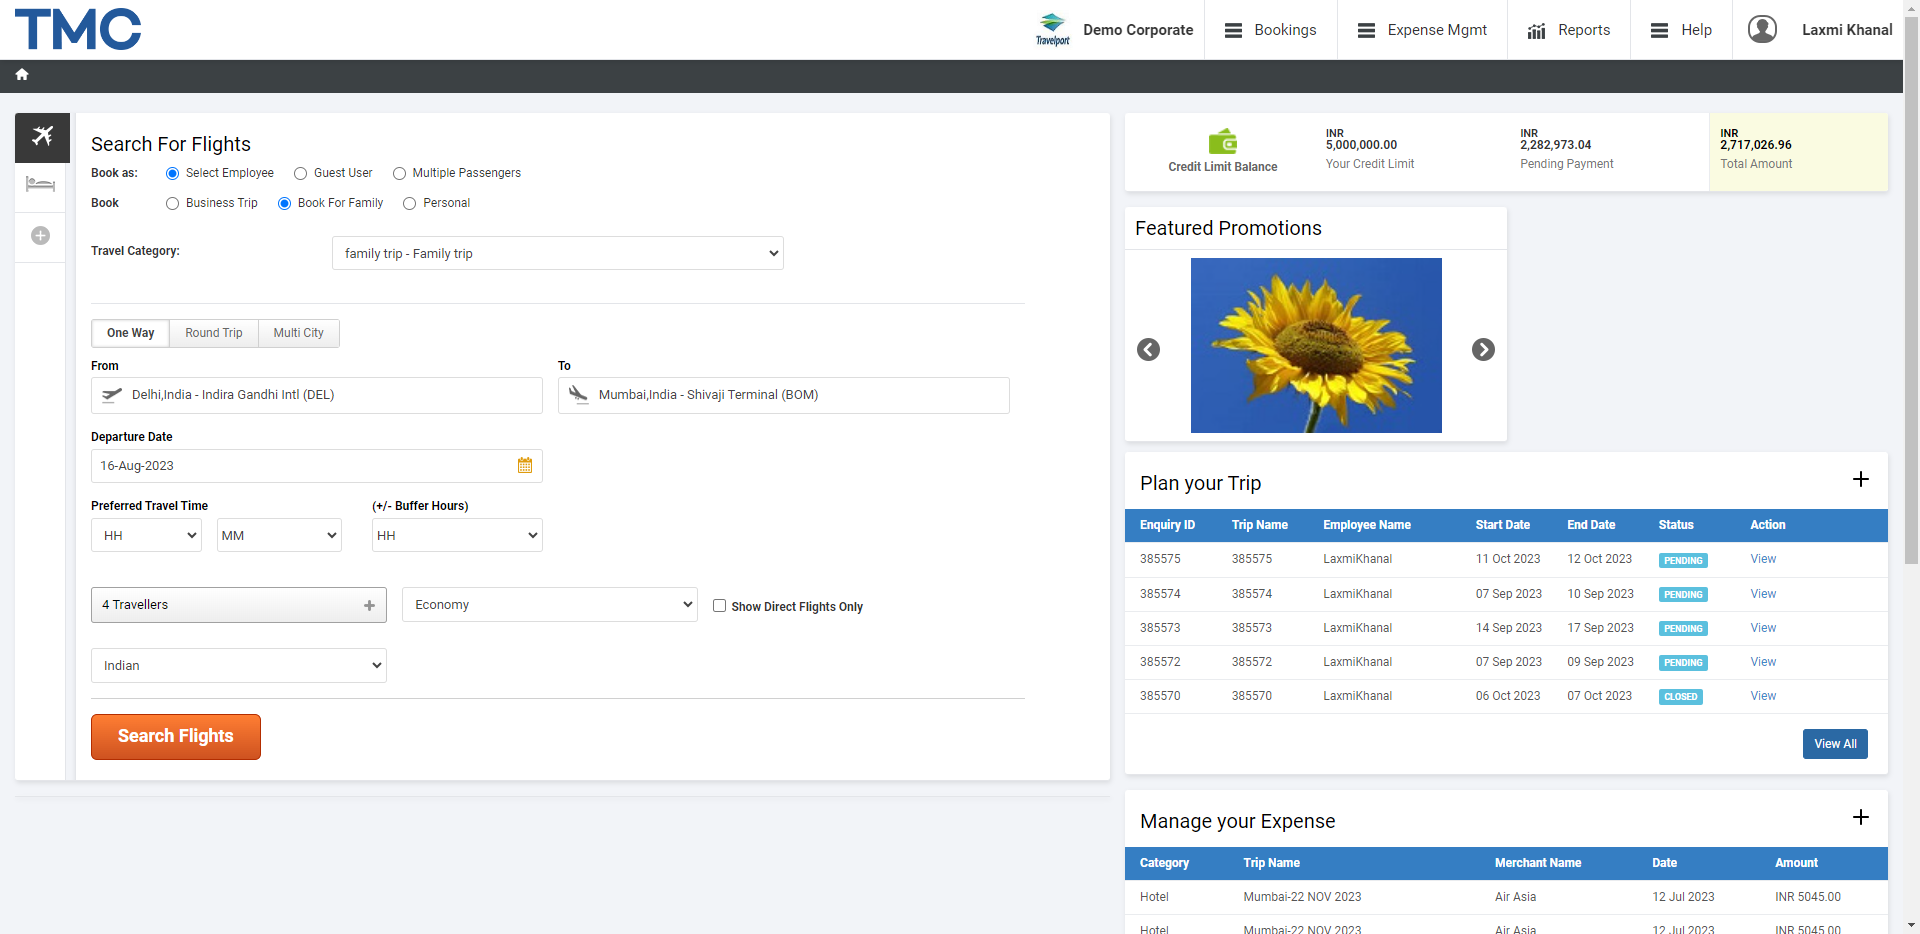 TMC
Travelport
Demo Corporate
Bookings
Expense Mgmt
Reports
Help
Laxmi Khanal
Search For Flights
Book as:
Select Employee
Guest User
Multiple Passengers
Book
Business Trip
Book For Family
Personal
Travel Category:
family trip - Family trip
One Way
Round Trip
Multi City
From
To
Delhi,India - Indira Gandhi Intl (DEL)
Mumbai,India - Shivaji Terminal (BOM)
Departure Date
16-Aug-2023
Preferred Travel Time
(+/- Buffer Hours)
HH
MM
HH
4 Travellers
Economy
Show Direct Flights Only
Indian
Search Flights
Credit Limit Balance
INR
5,000,000.00
Your Credit Limit
INR
2,282,973.04
Pending Payment
INR
2,717,026.96
Total Amount
Featured Promotions
Plan your Trip
Enquiry ID Trip Name Employee Name Start Date End Date Status Action
385575 385575 LaxmiKhanal 11 Oct 2023 12 Oct 2023 PENDING View
385574 385574 LaxmiKhanal 07 Sep 2023 10 Sep 2023 PENDING View
385573 385573 LaxmiKhanal 14 Sep 2023 17 Sep 2023 PENDING View
385572 385572 LaxmiKhanal 07 Sep 2023 09 Sep 2023 PENDING View
385570 385570 LaxmiKhanal 06 Oct 2023 07 Oct 2023 CLOSED View
View All
Manage your Expense
Category Trip Name Merchant Name Date Amount
Hotel Mumbai-22 NOV 2023 Air Asia 12 Jul 2023 INR 5045.00
Hotel Mumbai-22 NOV 2023 Air Asia 12 Jul 2023 INR 5045.00